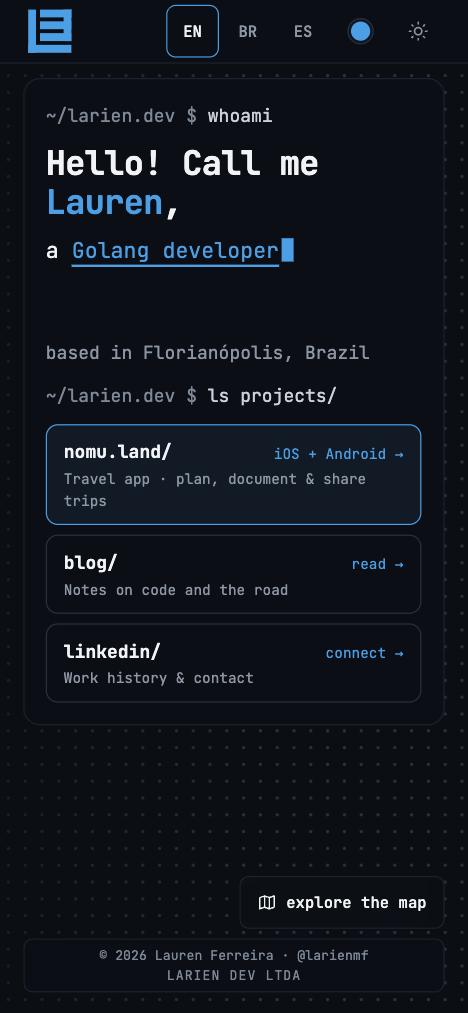 EN BR ES
~/larien.dev $ whoami
Hello! Call me
Lauren,
a Golang developer
based in Florianópolis, Brazil
~/larien.dev $ ls projects/
nomu.land/ iOS + Android →
Travel app · plan, document & share
trips
blog/ read →
Notes on code and the road
linkedin/ connect →
Work history & contact
explore the map
© 2026 Lauren Ferreira · @larienmf
LARIEN DEV LTDA